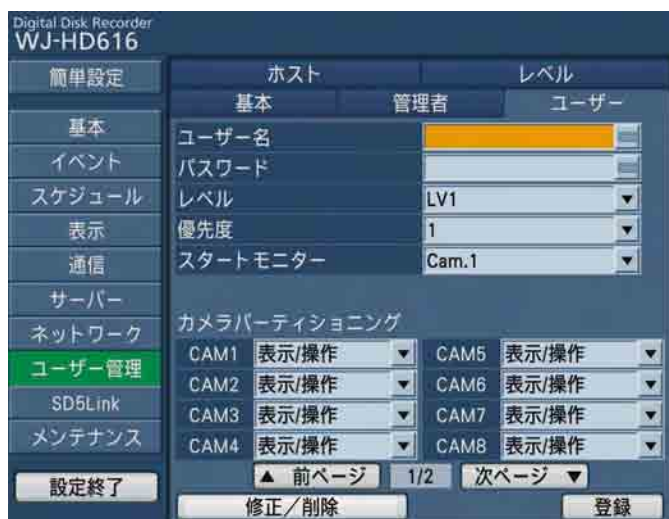 Digital Disk Recorder
WJ-HD616
簡単設定
基本
イベント
スケジュール
表示
通信
サーバー
ネットワーク
ユーザー管理
SD5Link
メンテナンス
設定終了
ホスト
レベル
基本
管理者
ユーザー
ユーザー名
パスワード
レベル LV1
優先度 1
スタートモニター Cam.1
カメラパーティショニング
CAM1 表示/操作 CAM5 表示/操作
CAM2 表示/操作 CAM6 表示/操作
CAM3 表示/操作 CAM7 表示/操作
CAM4 表示/操作 CAM8 表示/操作
▲ 前ページ 1/2 次ページ ▼
修正/削除 登録